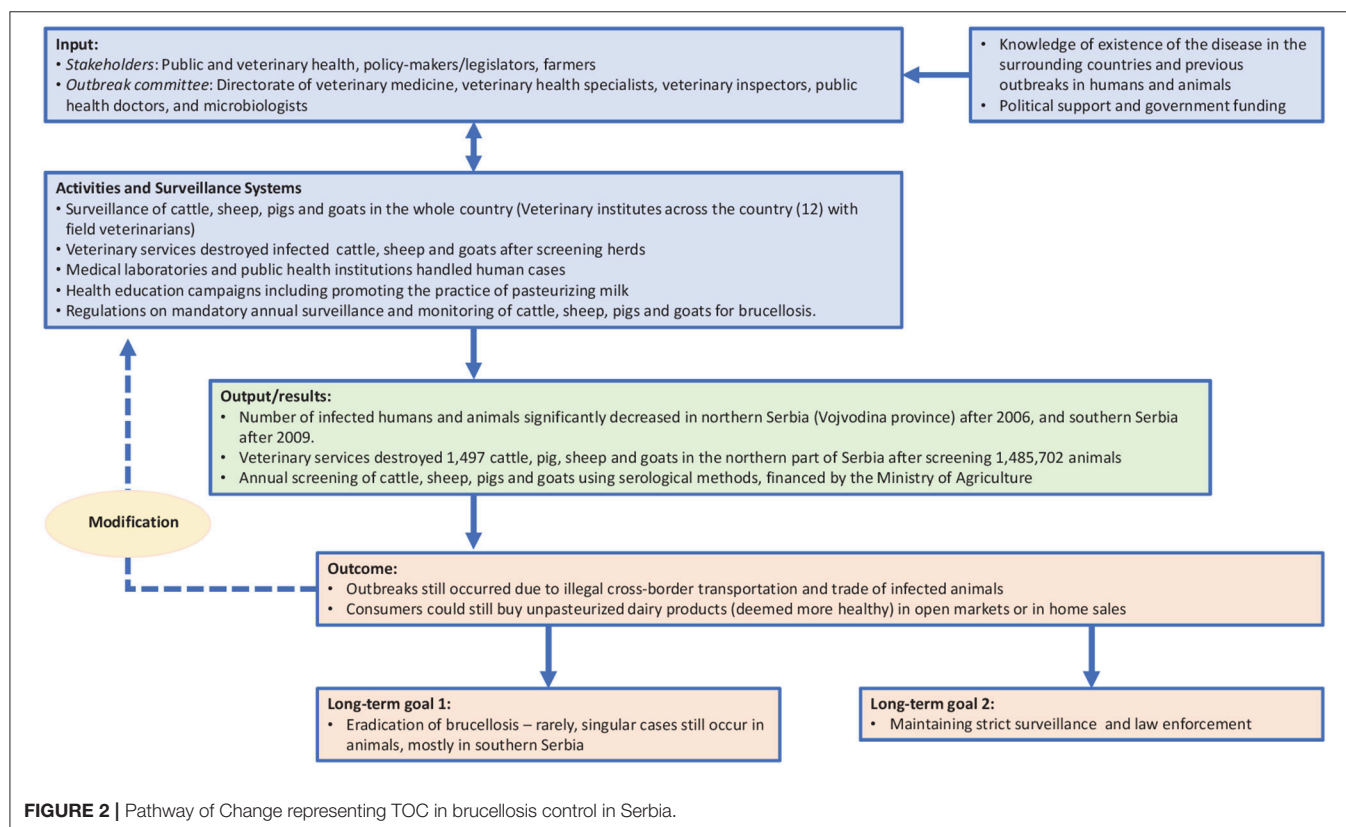 Input:
• Stakeholders: Public and veterinary health, policy-makers/legislators, farmers
• Outbreak committee: Directorate of veterinary medicine, veterinary health specialists, veterinary inspectors, public
health doctors, and microbiologists
• Knowledge of existence of the disease in the
surrounding countries and previous
outbreaks in humans and animals
• Political support and government funding
Activities and Surveillance Systems
• Surveillance of cattle, sheep, pigs and goats in the whole country (Veterinary institutes across the country (12) with
field veterinarians)
• Veterinary services destroyed infected cattle, sheep and goats after screening herds
• Medical laboratories and public health institutions handled human cases
• Health education campaigns including promoting the practice of pasteurizing milk
• Regulations on mandatory annual surveillance and monitoring of cattle, sheep, pigs and goats for brucellosis.
Output/results:
• Number of infected humans and animals significantly decreased in northern Serbia (Vojvodina province) after 2006, and southern Serbia
after 2009.
• Veterinary services destroyed 1,497 cattle, pig, sheep and goats in the northern part of Serbia after screening 1,485,702 animals
• Annual screening of cattle, sheep, pigs and goats using serological methods, financed by the Ministry of Agriculture
Modification
Outcome:
• Outbreaks still occurred due to illegal cross-border transportation and trade of infected animals
• Consumers could still buy unpasteurized dairy products (deemed more healthy) in open markets or in home sales
Long-term goal 1:
• Eradication of brucellosis – rarely, singular cases still occur in
animals, mostly in southern Serbia
Long-term goal 2:
• Maintaining strict surveillance and law enforcement
FIGURE 2 | Pathway of Change representing TOC in brucellosis control in Serbia.